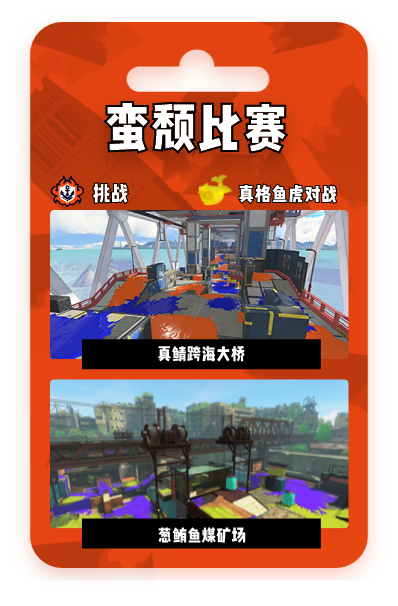 蛮颓比赛
挑战
真格鱼虎对战
真鲭跨海大桥
葱鲔鱼煤矿场